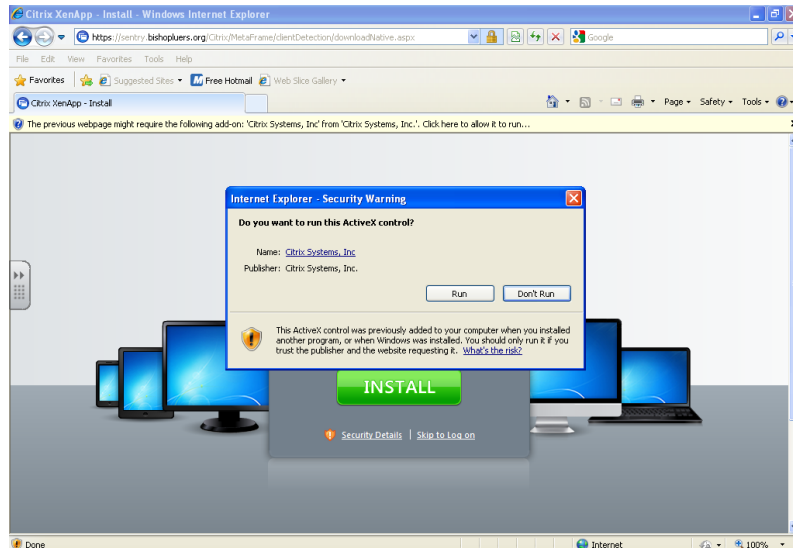 Citrix XenApp - Install - Windows Internet Explorer
https://sentry.bishopluers.org/Citrix/MetaFrame/clientDetection/downloadNative.aspx
Google
File Edit View Favorites Tools Help
Favorites Suggested Sites Free Hotmail Web Slice Gallery
Citrix XenApp - Install
Page Safety Tools
The previous webpage might require the following add-on: 'Citrix Systems, Inc' from 'Citrix Systems, Inc.'. Click here to allow it to run...
Internet Explorer - Security Warning
Do you want to run this ActiveX control?
Name: Citrix Systems, Inc
Publisher: Citrix Systems, Inc.
Run Don't Run
This ActiveX control was previously added to your computer when you installed
another program, or when Windows was installed. You should only run it if you
trust the publisher and the website requesting it. What's the risk?
INSTALL
Security Details | Skip to Log on
Done Internet 100%